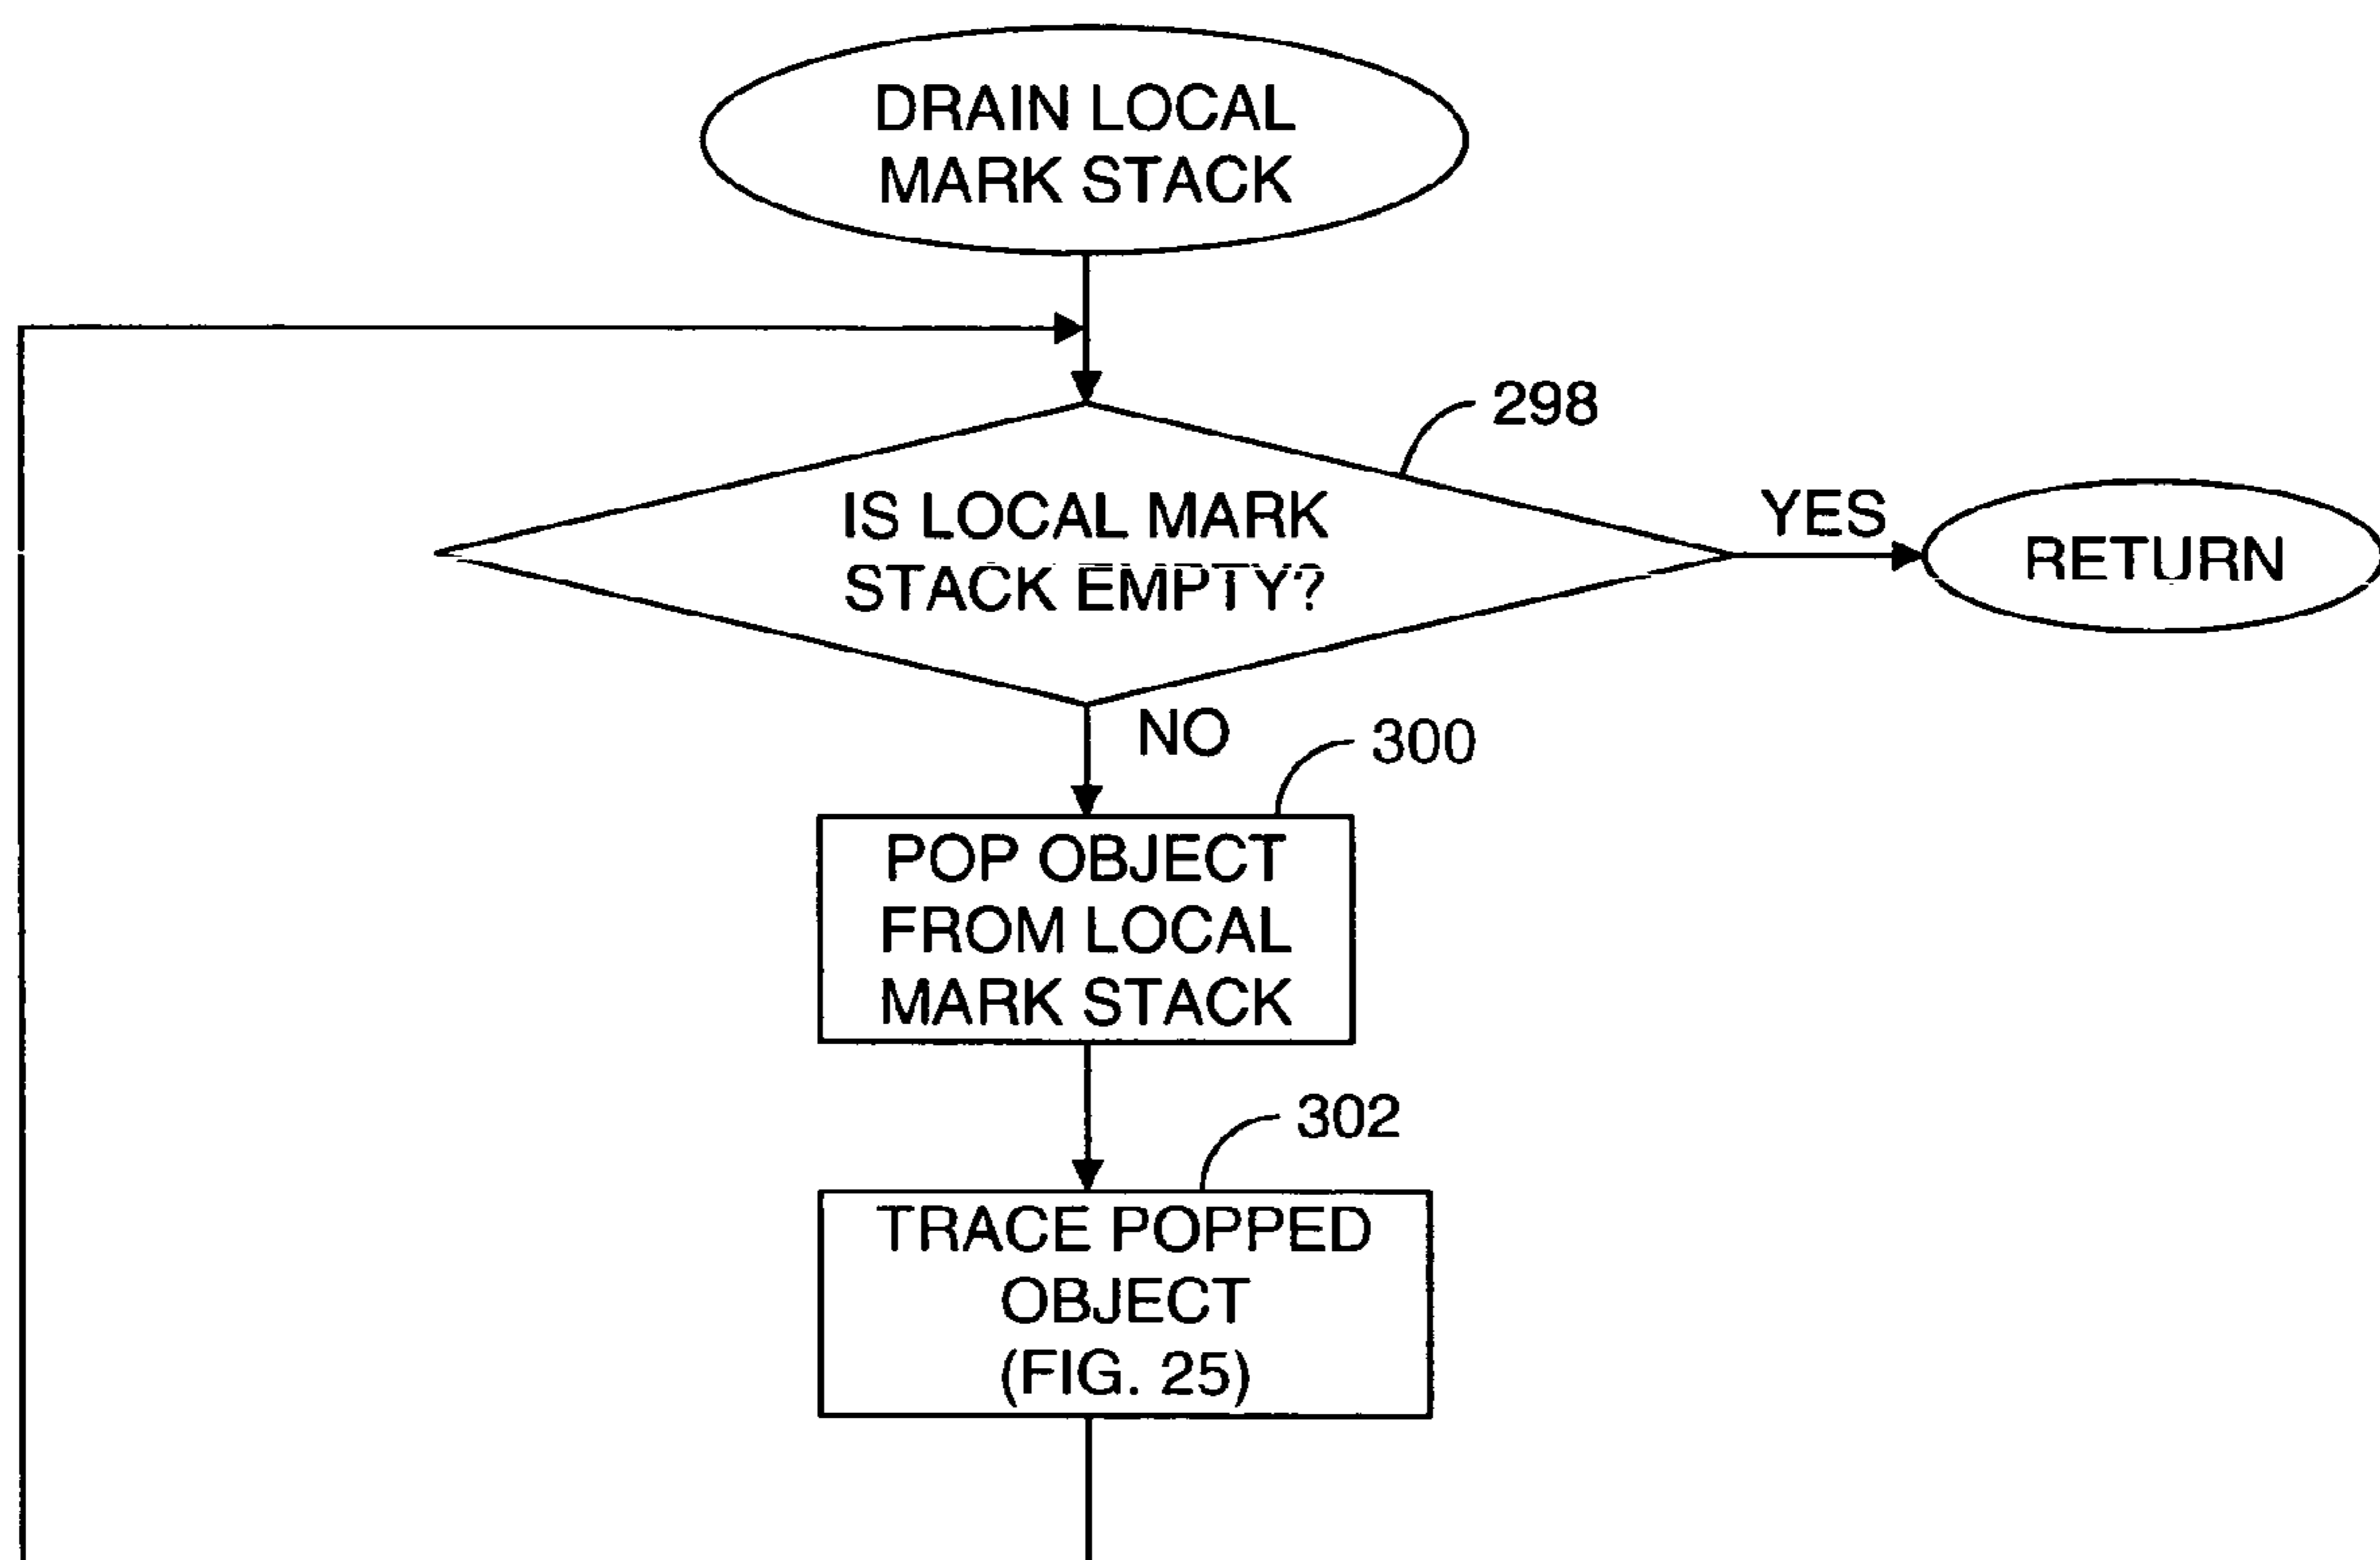 DRAIN LOCAL
MARK STACK
298
IS LOCAL MARK
STACK EMPTY?
YES
RETURN
NO
300
POP OBJECT
FROM LOCAL
MARK STACK
302
TRACE POPPED
OBJECT
(FIG. 25)